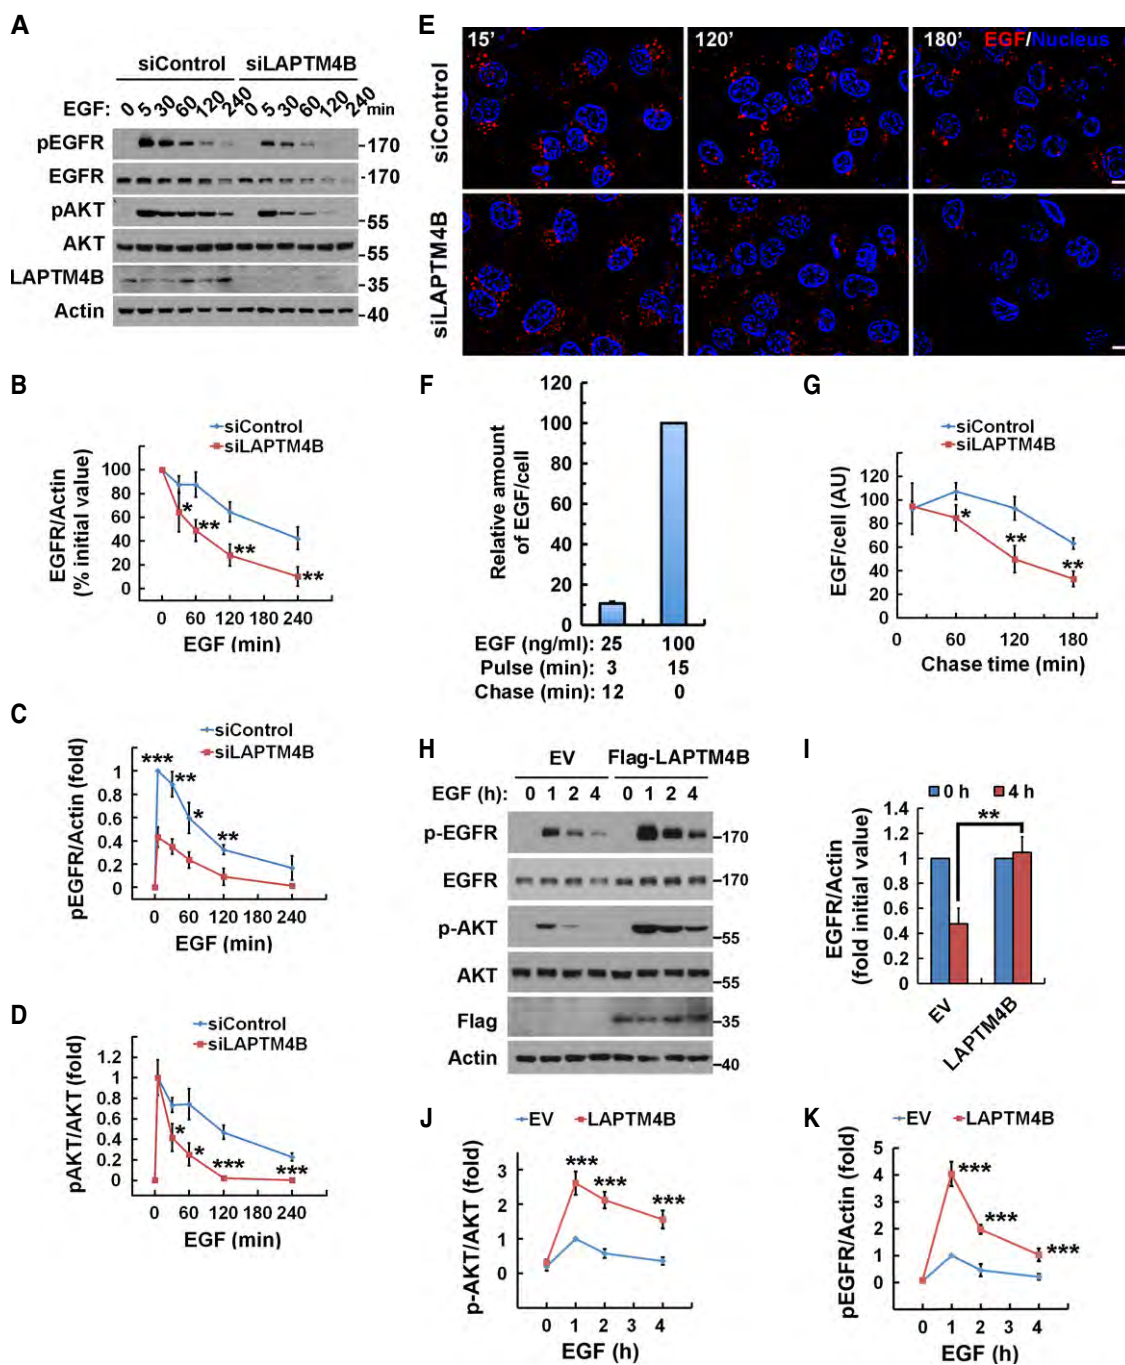 A
siControl siLAPTM4B
EGF: 0 5 30 60 120 240 0 5 30 60 120 240 min
pEGFR -170
EGFR -170
pAKT 55
AKT 55
LAPTM4B 35
Actin 40
E
15' 120' 180' EGF/Nucleus
siControl
siLAPTM4B
B
siControl
siLAPTM4B
EGFR/Actin
(% initial value)
100
80
60
40
20
0
* ** ** **
0 60 120 180 240
EGF (min)
F
Relative amount
of EGF/cell
120
100
80
60
40
20
0
EGF (ng/ml): 25 100
Pulse (min): 3 15
Chase (min): 12 0
G
siControl
siLAPTM4B
EGF/cell (AU)
120
100
80
60
40
20
0
* ** **
0 60 120 180
Chase time (min)
C
siControl
siLAPTM4B
pEGFR/Actin (fold)
1
0.8
0.6
0.4
0.2
0
*** ** * **
0 60 120 180 240
EGF (min)
D
siControl
siLAPTM4B
pAKT/AKT (fold)
1.2
1
0.8
0.6
0.4
0.2
0
* * *** ***
0 60 120 180 240
EGF (min)
H
EV Flag-LAPTM4B
EGF (h): 0 1 2 4 0 1 2 4
p-EGFR 170
EGFR 170
p-AKT 55
AKT 55
Flag 35
Actin 40
I
0 h 4 h
EGFR/Actin
(fold initial value)
1.4
1.2
1
0.8
0.6
0.4
0.2
0
**
EV LAPTM4B
J
EV LAPTM4B
p-AKT/AKT (fold)
3
2
1
0
*** *** ***
0 1 2 3 4
EGF (h)
K
EV LAPTM4B
pEGFR/Actin (fold)
5
4
3
2
1
0
*** *** ***
0 1 2 3 4
EGF (h)